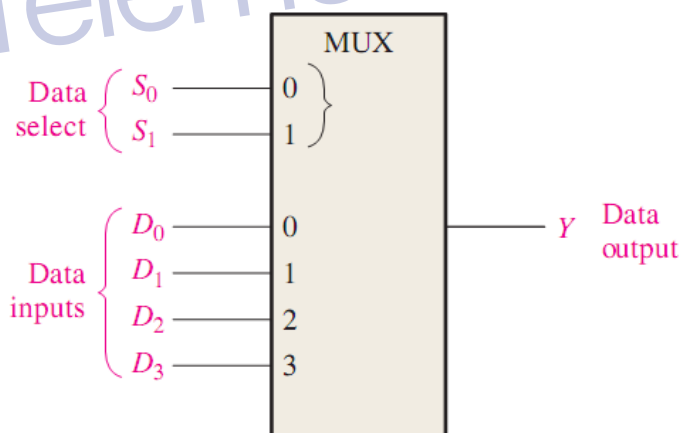 MUX
Data select
S0
0
S1
1
Data inputs
D0
0
D1
1
D2
2
D3
3
Y
Data output